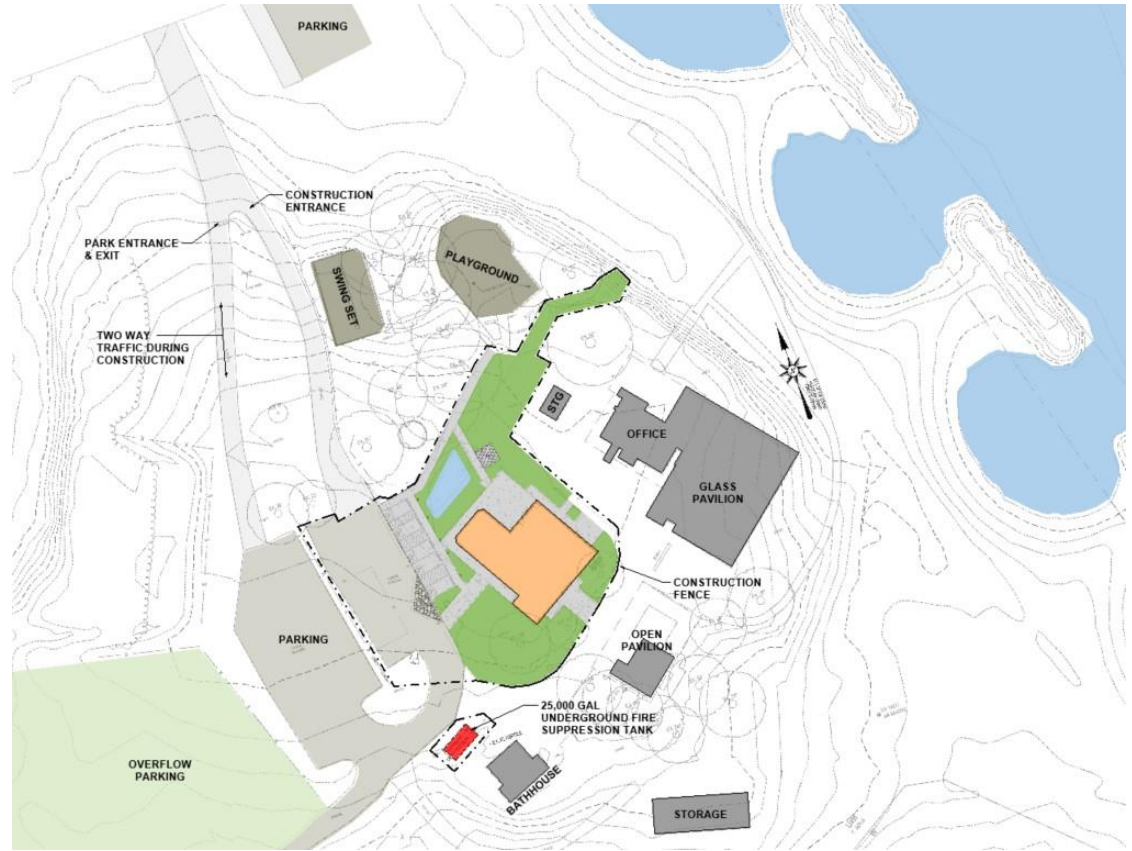 PARKING
CONSTRUCTION
ENTRANCE
PARK ENTRANCE
& EXIT
SWING SET
PLAYGROUND
TWO WAY
TRAFFIC DURING
CONSTRUCTION
STG
OFFICE
GLASS
PAVILION
CONSTRUCTION
FENCE
PARKING
OPEN
PAVILION
25,000 GAL
UNDERGROUND FIRE
SUPPRESSION TANK
OVERFLOW
PARKING
BATHHOUSE
STORAGE